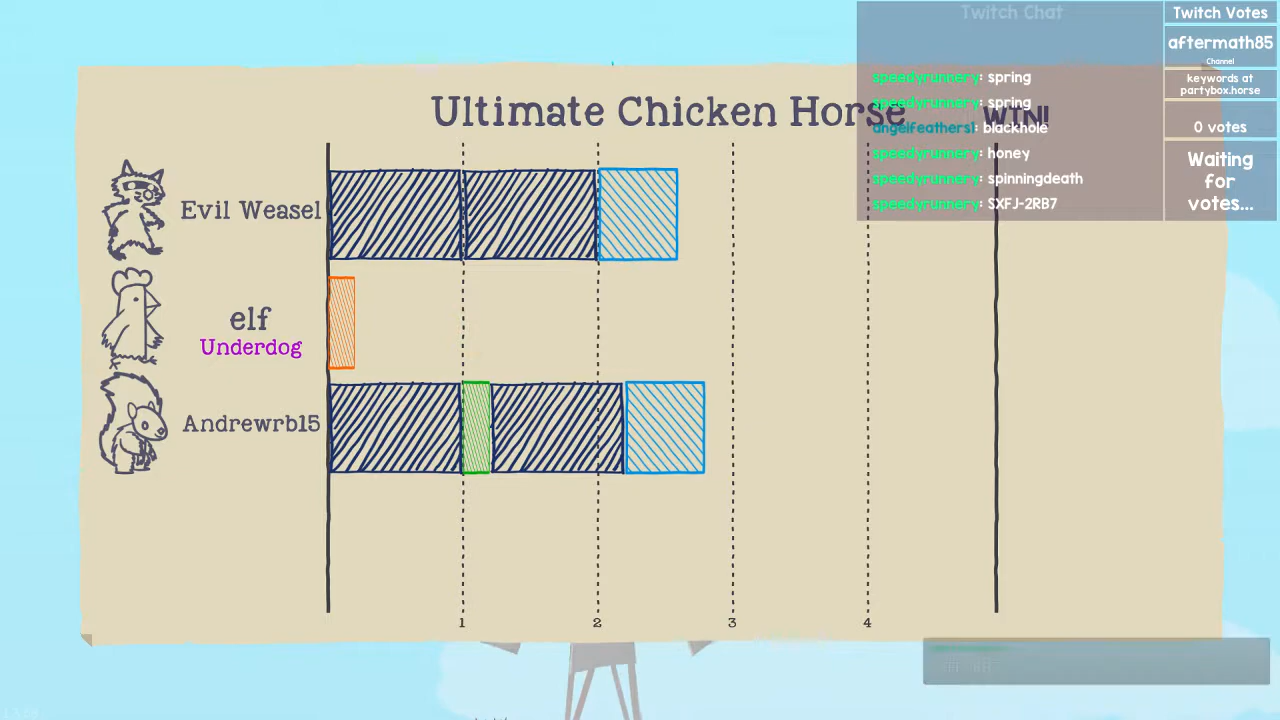 Twitch Chat
Twitch Votes
aftermath85
Channel
keywords at
partybox.horse
0 votes
Waiting
for
votes...
speedyrunnery: spring
speedyrunnery: spring
angelfeathers1: blackhole
speedyrunnery: honey
speedyrunnery: spinningdeath
speedyrunnery: SXFJ-2RB7
Ultimate Chicken Horse
WIN!
Evil Weasel
elf
Underdog
Andrewrb15
1 2 3 4